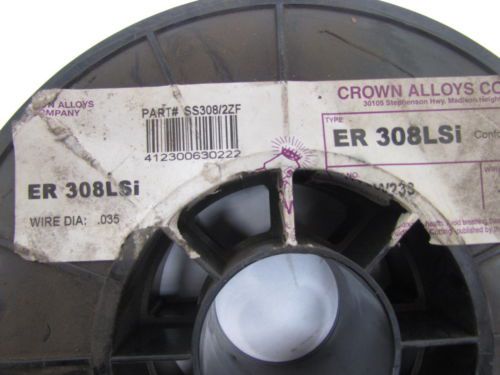 CROWN ALLOYS
COMPANY
PART# SS308/2ZF
412300630222
ER 308LSi
WIRE DIA: .035
CROWN ALLOYS CO
30105 Stephenson Hwy. Madison Heig
TYPE
ER 308LSi